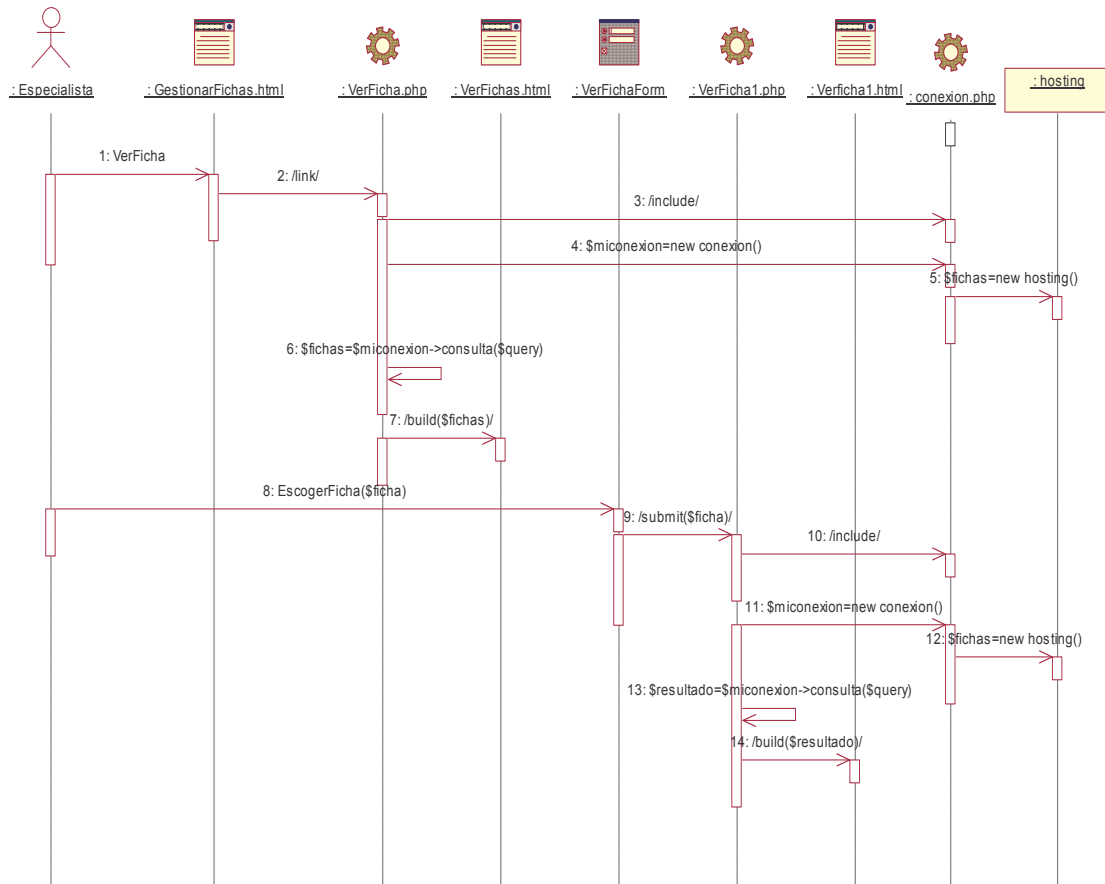 : Especialista
: GestionarFichas.html
: VerFicha.php
: VerFichas.html
: VerFichaForm
: VerFicha1.php
: Verficha1.html
: conexion.php
: hosting
1: VerFicha
2: /link/
3: /include/
4: $miconexion=new conexion()
5: $fichas=new hosting()
6: $fichas=$miconexion->consulta($query)
7: /build($fichas)/
8: EscogerFicha($ficha)
9: /submit($ficha)/
10: /include/
11: $miconexion=new conexion()
12: $fichas=new hosting()
13: $resultado=$miconexion->consulta($query)
14: /build($resultado)/